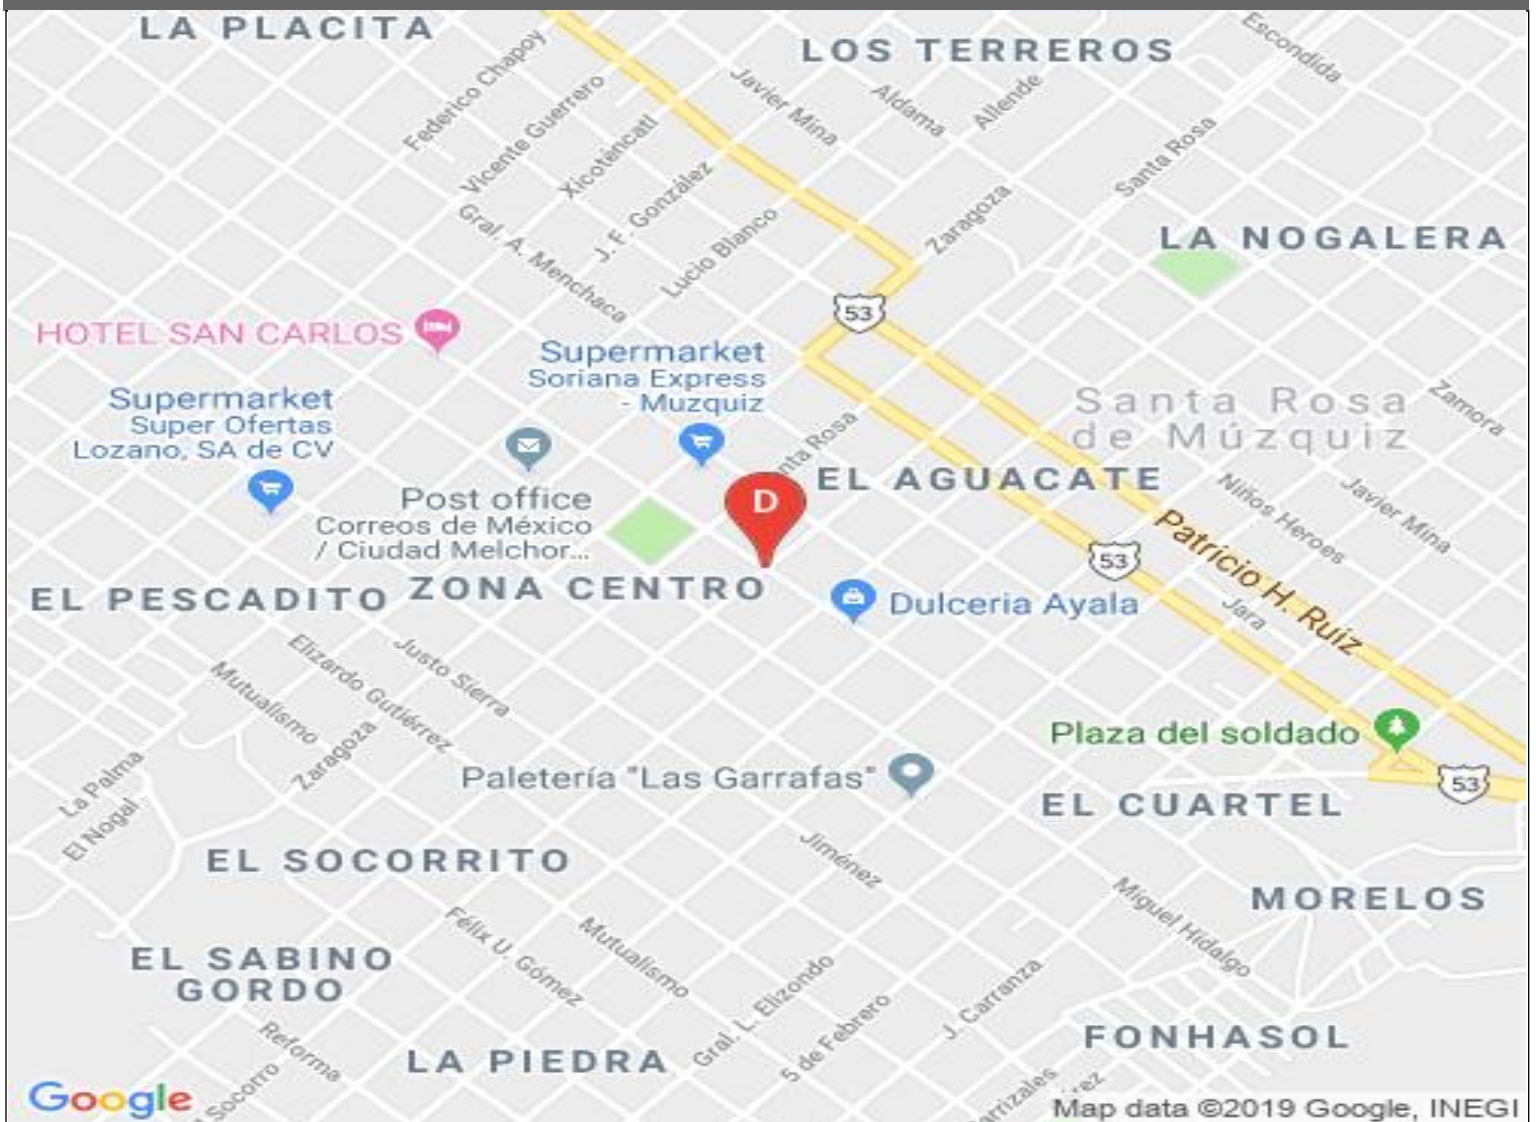 LA PLACITA
LOS TERREROS
Escondida
Federico Chapoy
Vicente Guerrero
Xicoténcatl
Javier Mina
Aldama
Allende
Santa Rosa
J. F. González
Gral. A. Menchaca
Lucio Blanco
Zaragoza
LA NOGALERA
53
HOTEL SAN CARLOS
Supermarket
Soriana Express
- Muzquiz
Supermarket
Super Ofertas
Lozano, SA de CV
Santa Rosa
de Múzquiz
Zamora
EL AGUACATE
D
Post office
Correos de México
/ Ciudad Melchor...
Niños Heroes
Javier Mina
Patricio H. Ruíz
53
EL PESCADITO
ZONA CENTRO
Dulceria Ayala
Jara
Elizardo Gutiérrez
Justo Sierra
Mutualismo
Zaragoza
Plaza del soldado
La Palma
El Nogal
Paletería "Las Garrafas"
53
EL CUARTEL
EL SOCORRITO
Jiménez
Miguel Hidalgo
MORELOS
Félix U. Gómez
Mutualismo
EL SABINO
GORDO
Gral. L. Elizondo
5 de Febrero
J. Carranza
FONHASOL
Reforma
Socorro
LA PIEDRA
Google
Map data ©2019 Google, INEGI